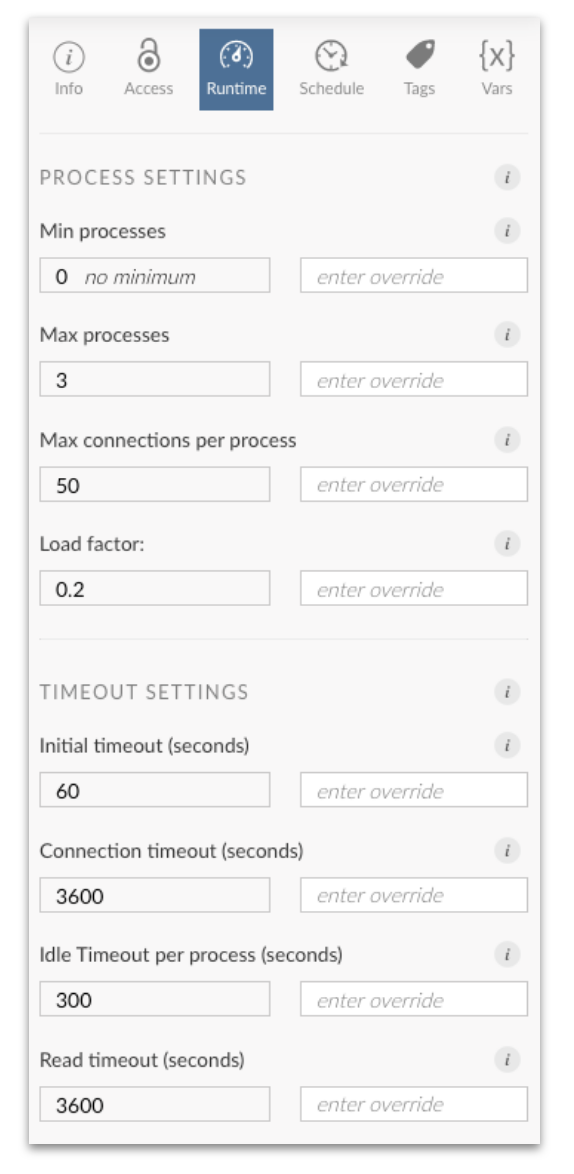 i
Info Access Runtime Schedule Tags {x} Vars
PROCESS SETTINGS i
Min processes i
0 no minimum enter override
Max processes i
3 enter override
Max connections per process i
50 enter override
Load factor: i
0.2 enter override
TIMEOUT SETTINGS i
Initial timeout (seconds) i
60 enter override
Connection timeout (seconds) i
3600 enter override
Idle Timeout per process (seconds) i
300 enter override
Read timeout (seconds) i
3600 enter override